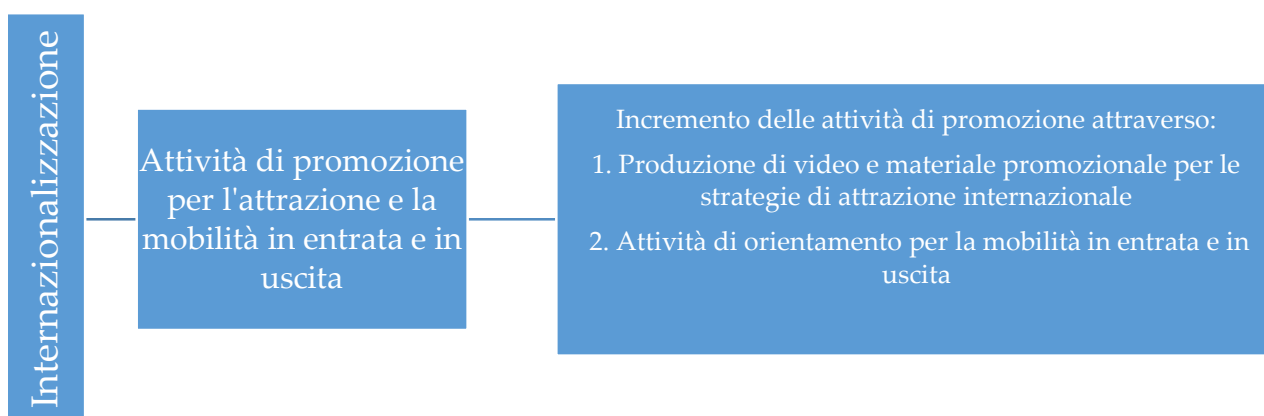 Internazionalizzazione
Attività di promozione
per l'attrazione e la
mobilità in entrata e in
uscita
Incremento delle attività di promozione attraverso:
1. Produzione di video e materiale promozionale per le
strategie di attrazione internazionale
2. Attività di orientamento per la mobilità in entrata e in
uscita